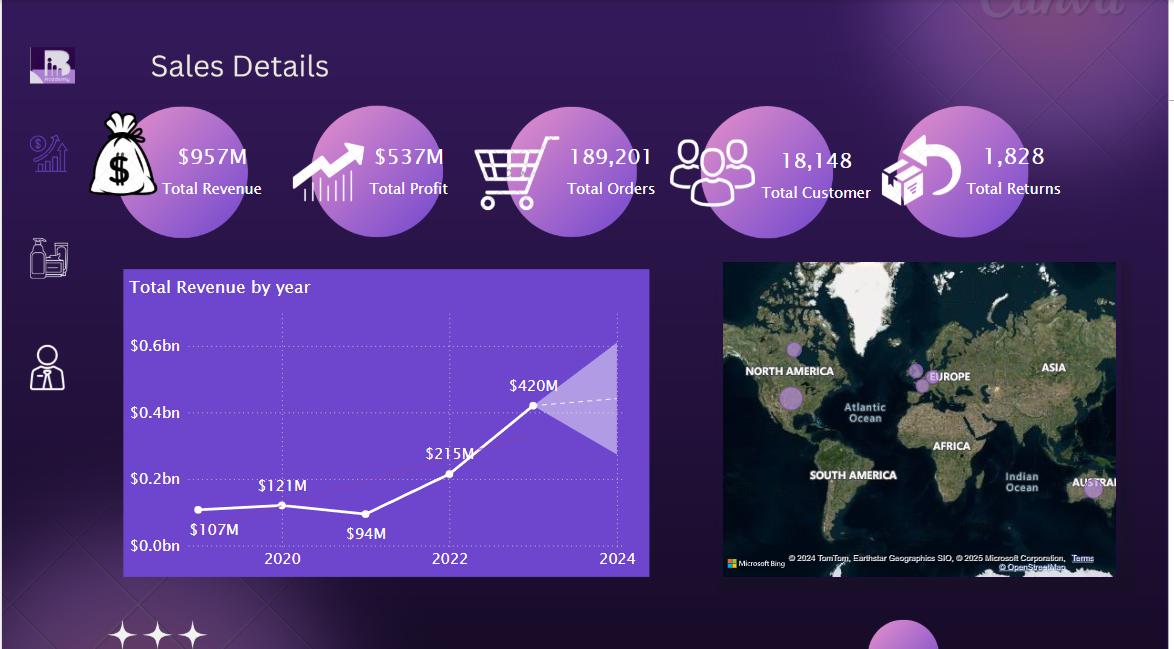 Canva
Sales Details
$957M
Total Revenue
$537M
Total Profit
189,201
Total Orders
18,148
Total Customer
1,828
Total Returns
Total Revenue by year
$0.6bn
$0.4bn
$0.2bn
$0.0bn
$107M
$121M
$94M
$215M
$420M
2020
2022
2024
NORTH AMERICA
EUROPE
ASIA
Atlantic
Ocean
AFRICA
SOUTH AMERICA
Indian
Ocean
AUSTRAL
Microsoft Bing
© 2024 TomTom, Earthstar Geographics SIO, © 2025 Microsoft Corporation, Terms
© OpenStreetMap